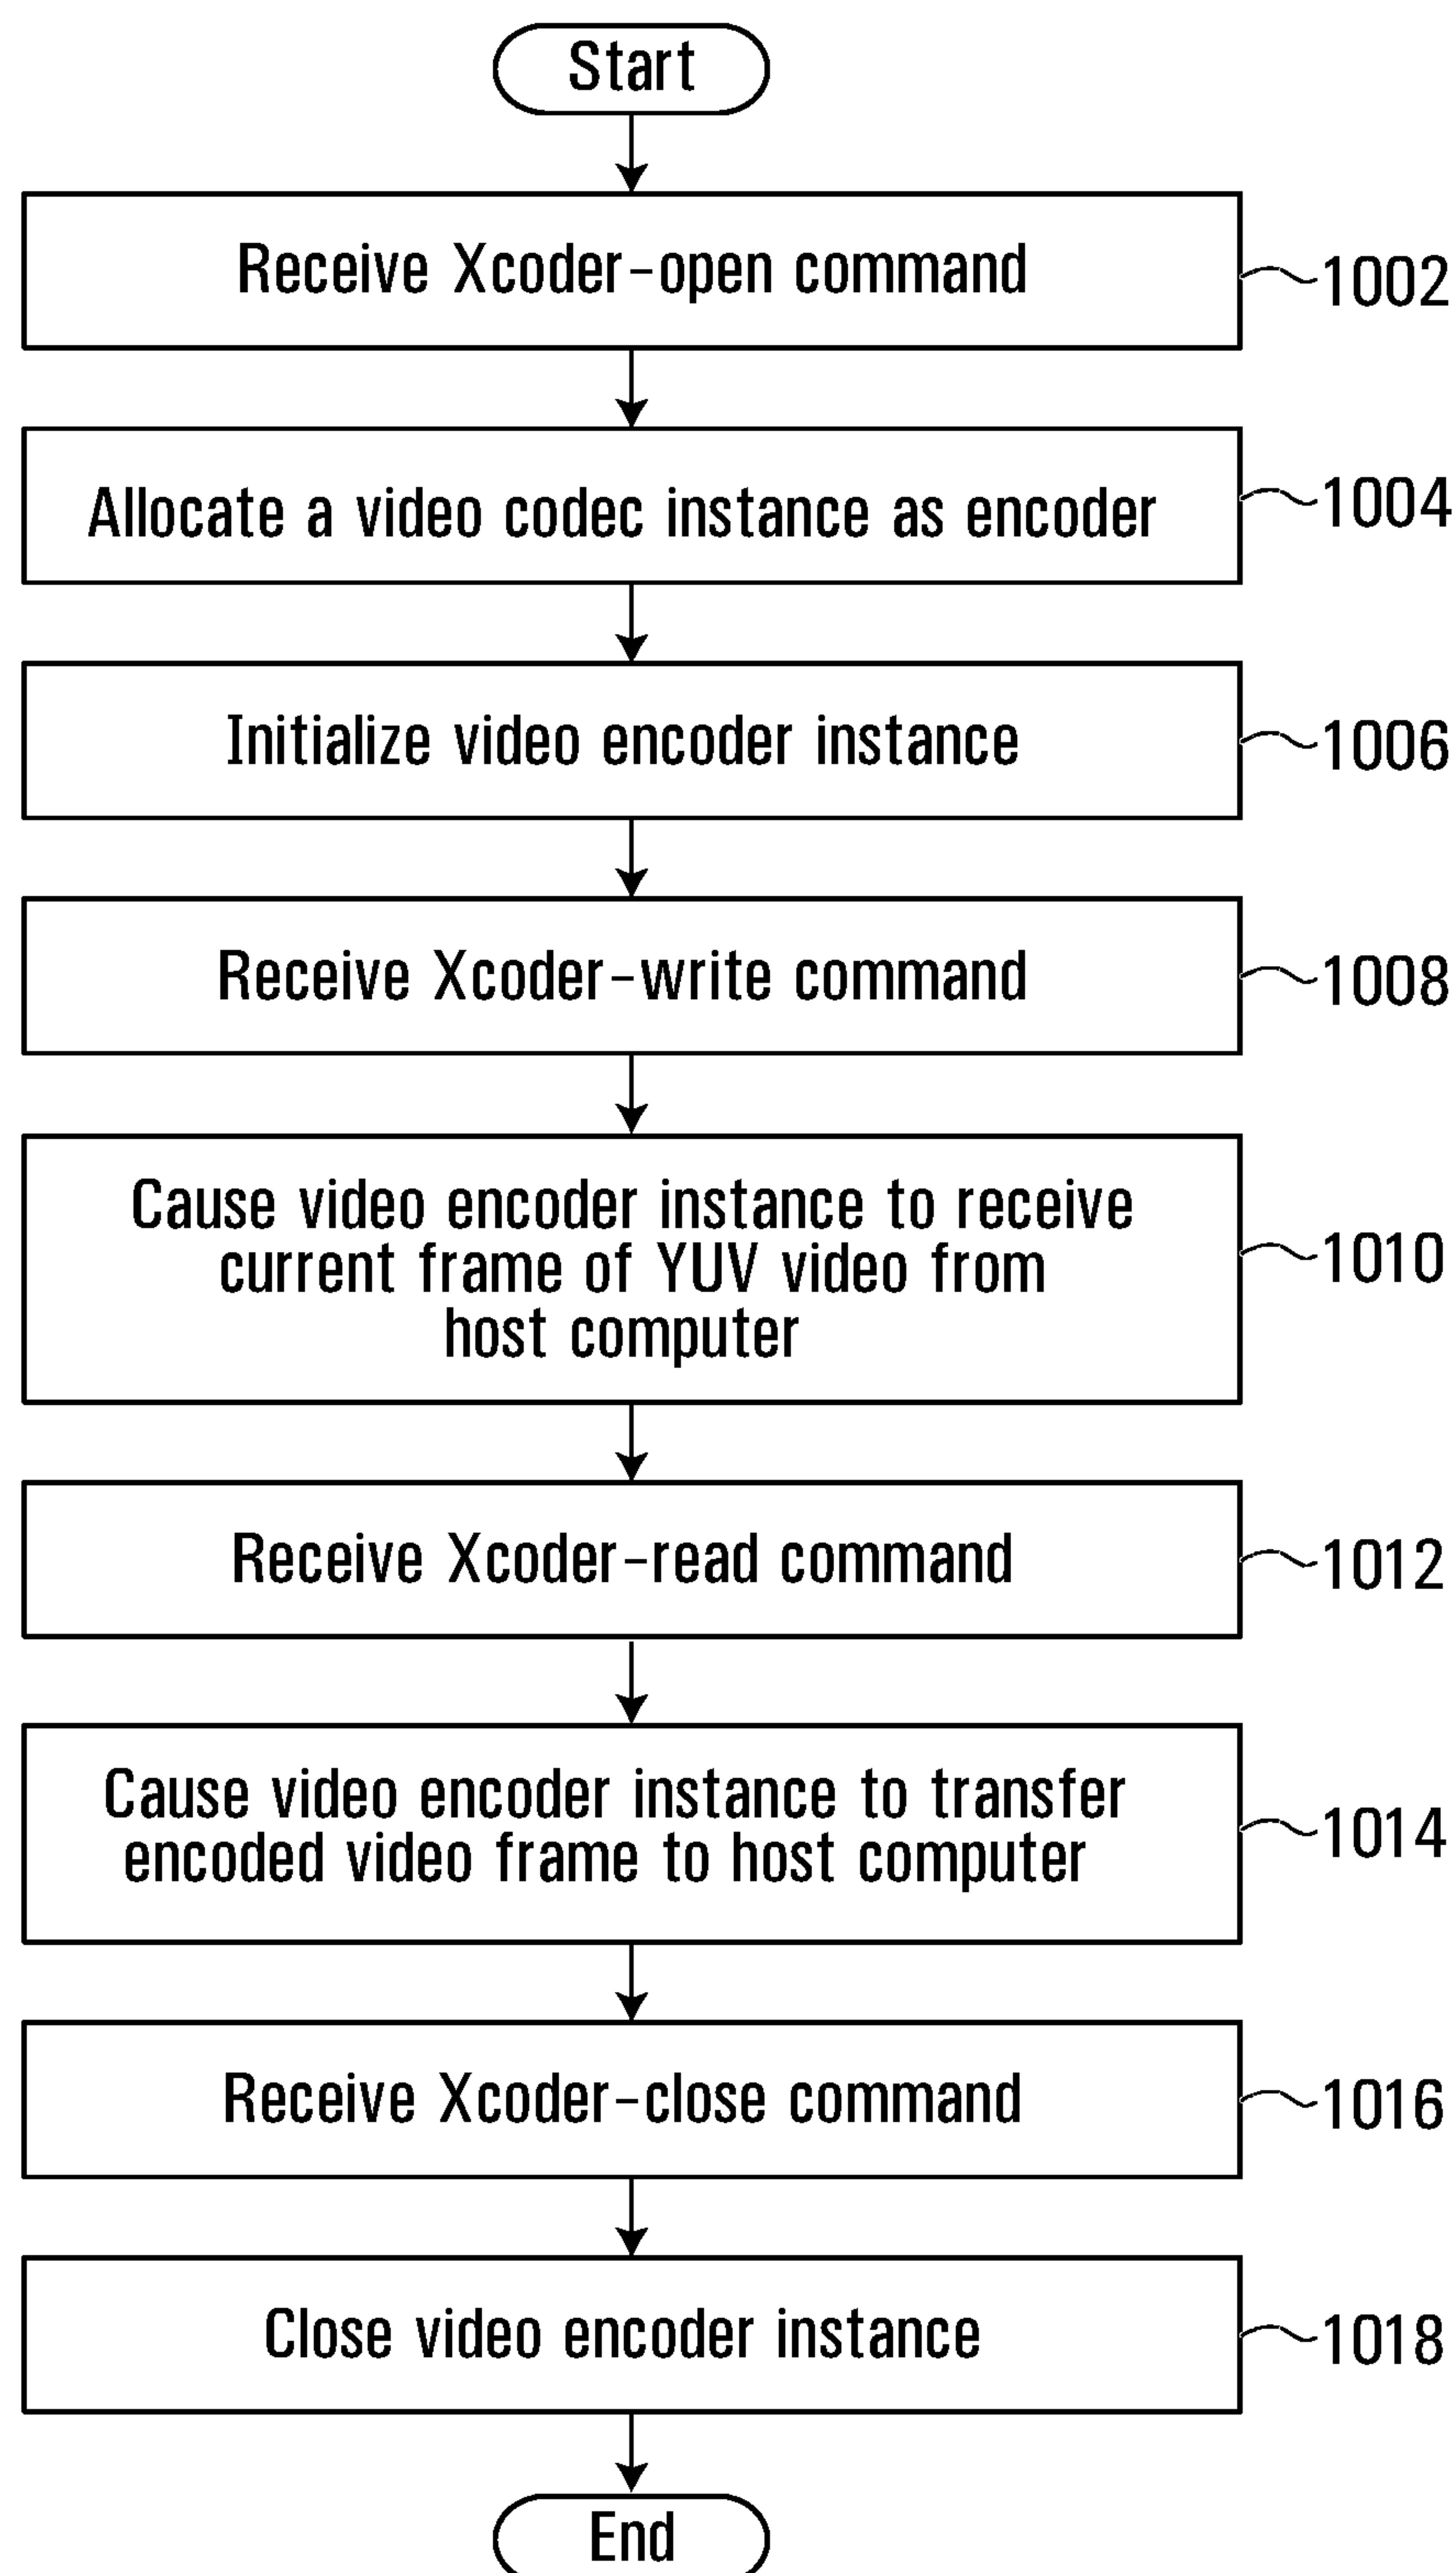 Start
Receive Xcoder-open command
1002
Allocate a video codec instance as encoder
1004
Initialize video encoder instance
1006
Receive Xcoder-write command
1008
Cause video encoder instance to receive
current frame of YUV video from
host computer
1010
Receive Xcoder-read command
1012
Cause video encoder instance to transfer
encoded video frame to host computer
1014
Receive Xcoder-close command
1016
Close video encoder instance
1018
End